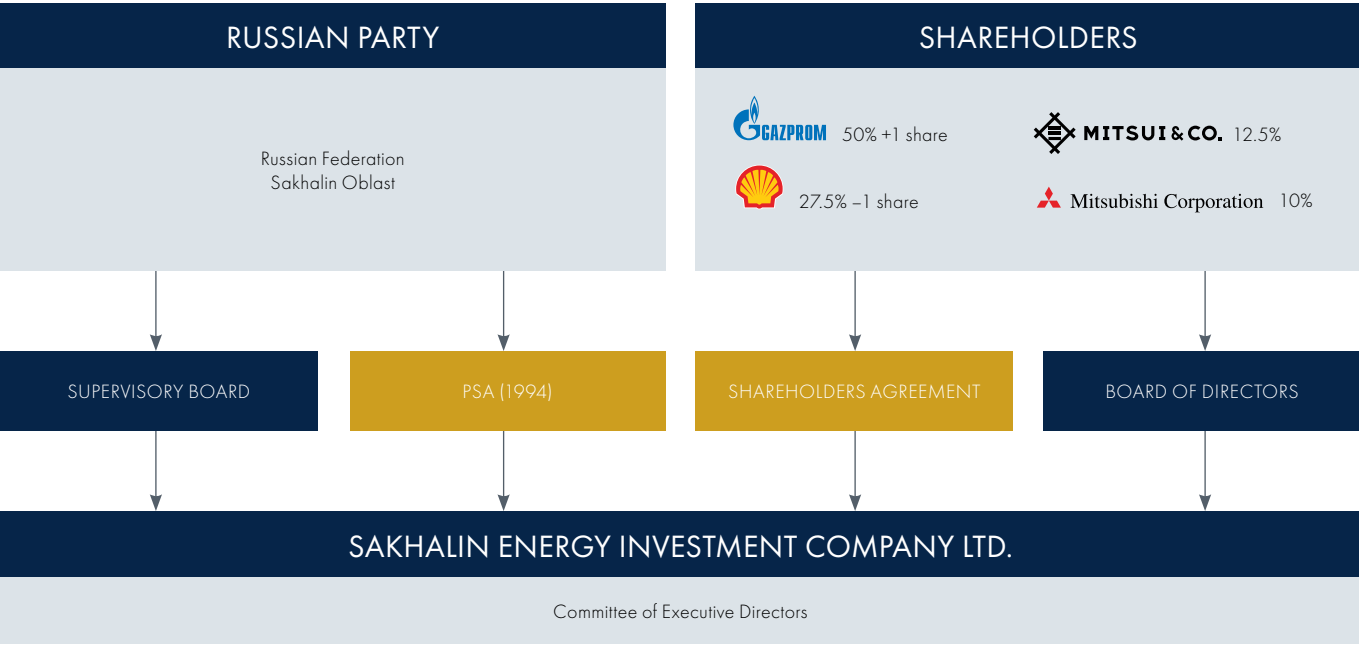 RUSSIAN PARTY
Russian Federation
Sakhalin Oblast
SHAREHOLDERS
GAZPROM 50% +1 share
MITSUI & CO. 12.5%
27.5% –1 share
Mitsubishi Corporation 10%
SUPERVISORY BOARD
PSA (1994)
SHAREHOLDERS AGREEMENT
BOARD OF DIRECTORS
SAKHALIN ENERGY INVESTMENT COMPANY LTD.
Committee of Executive Directors